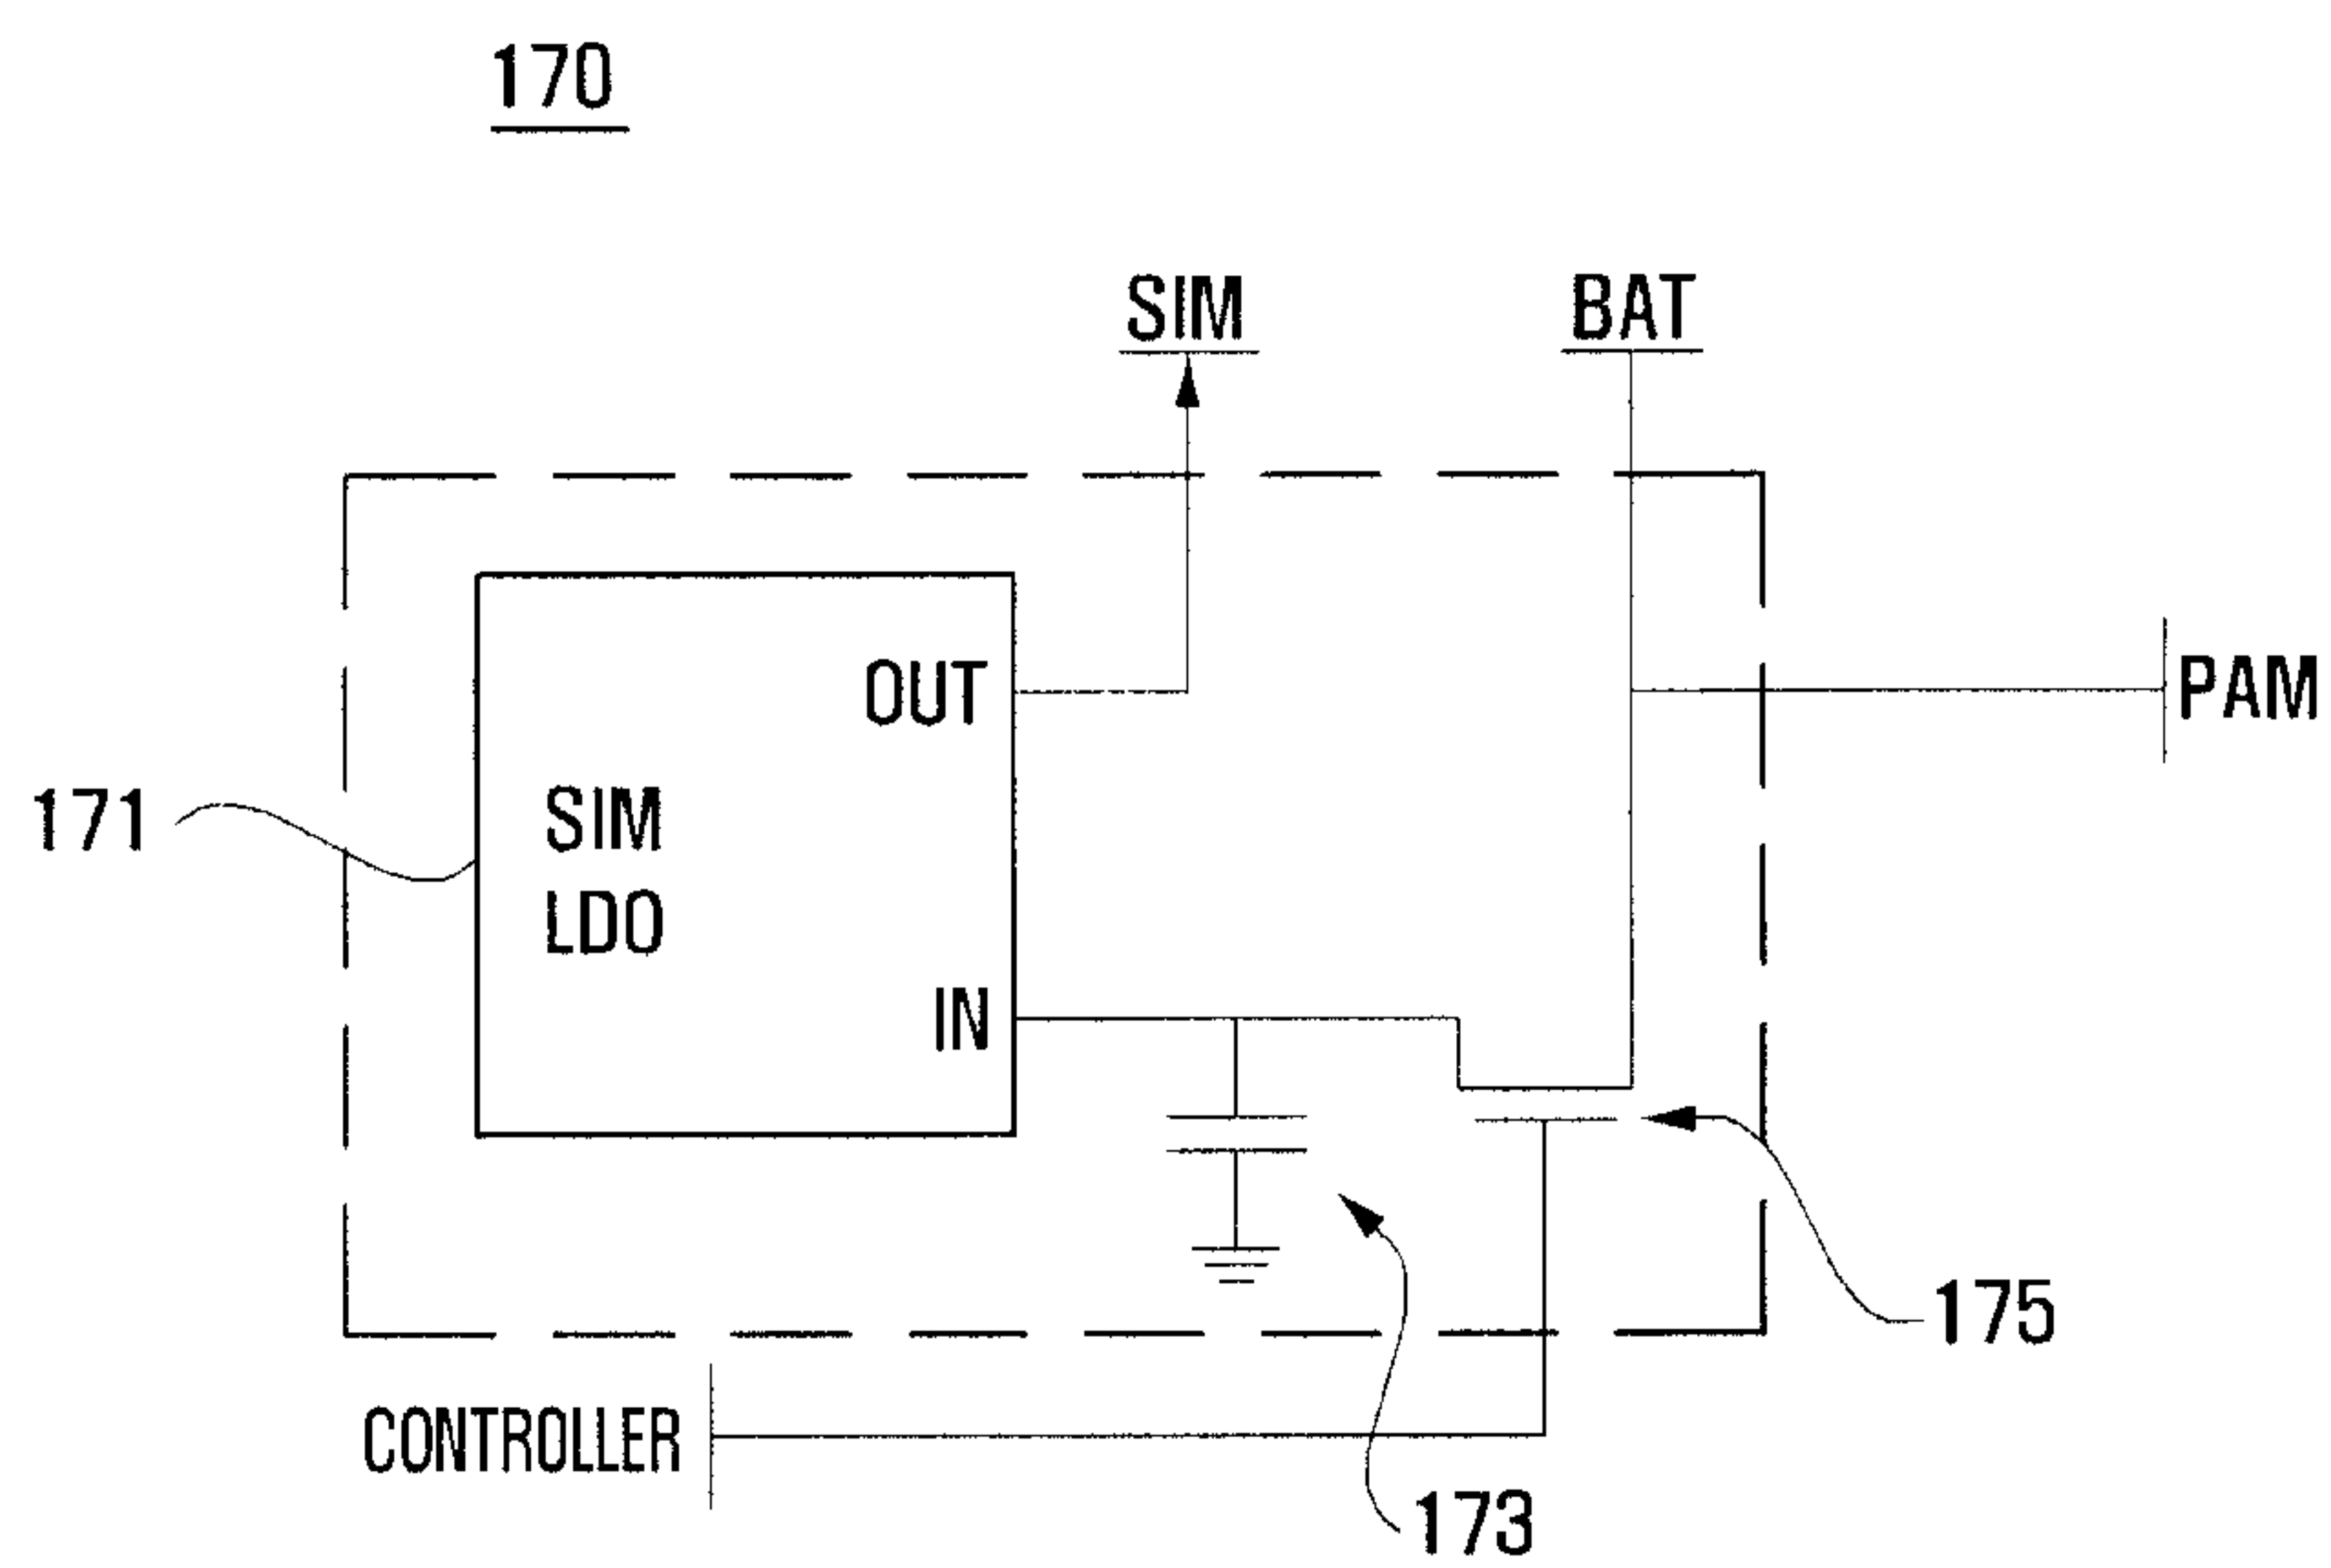 170
SIM
BAT
OUT
PAM
171
SIM
LDO
IN
175
CONTROLLER
173